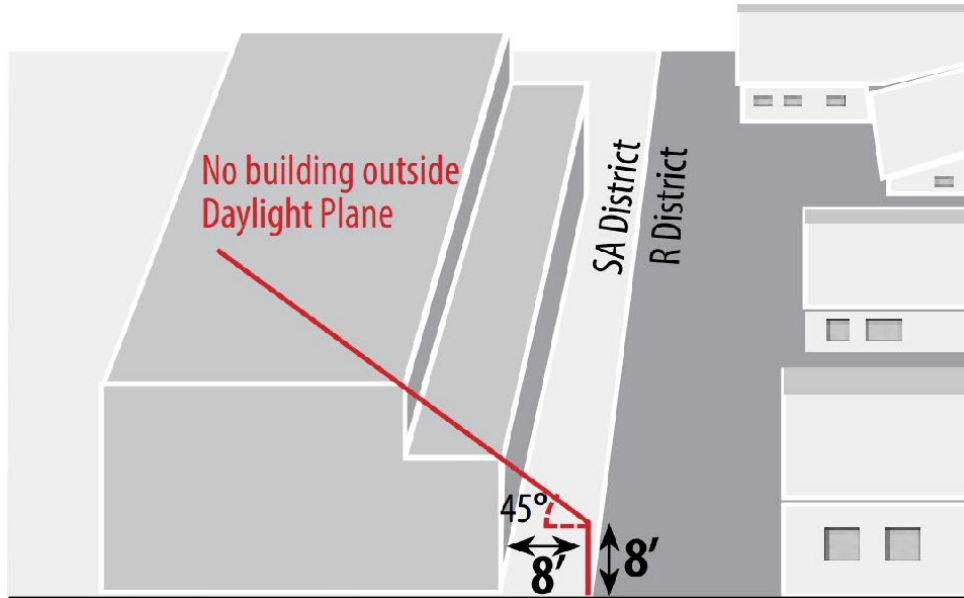 No building outside
Daylight Plane
SA District
R District
45°
8’
8’